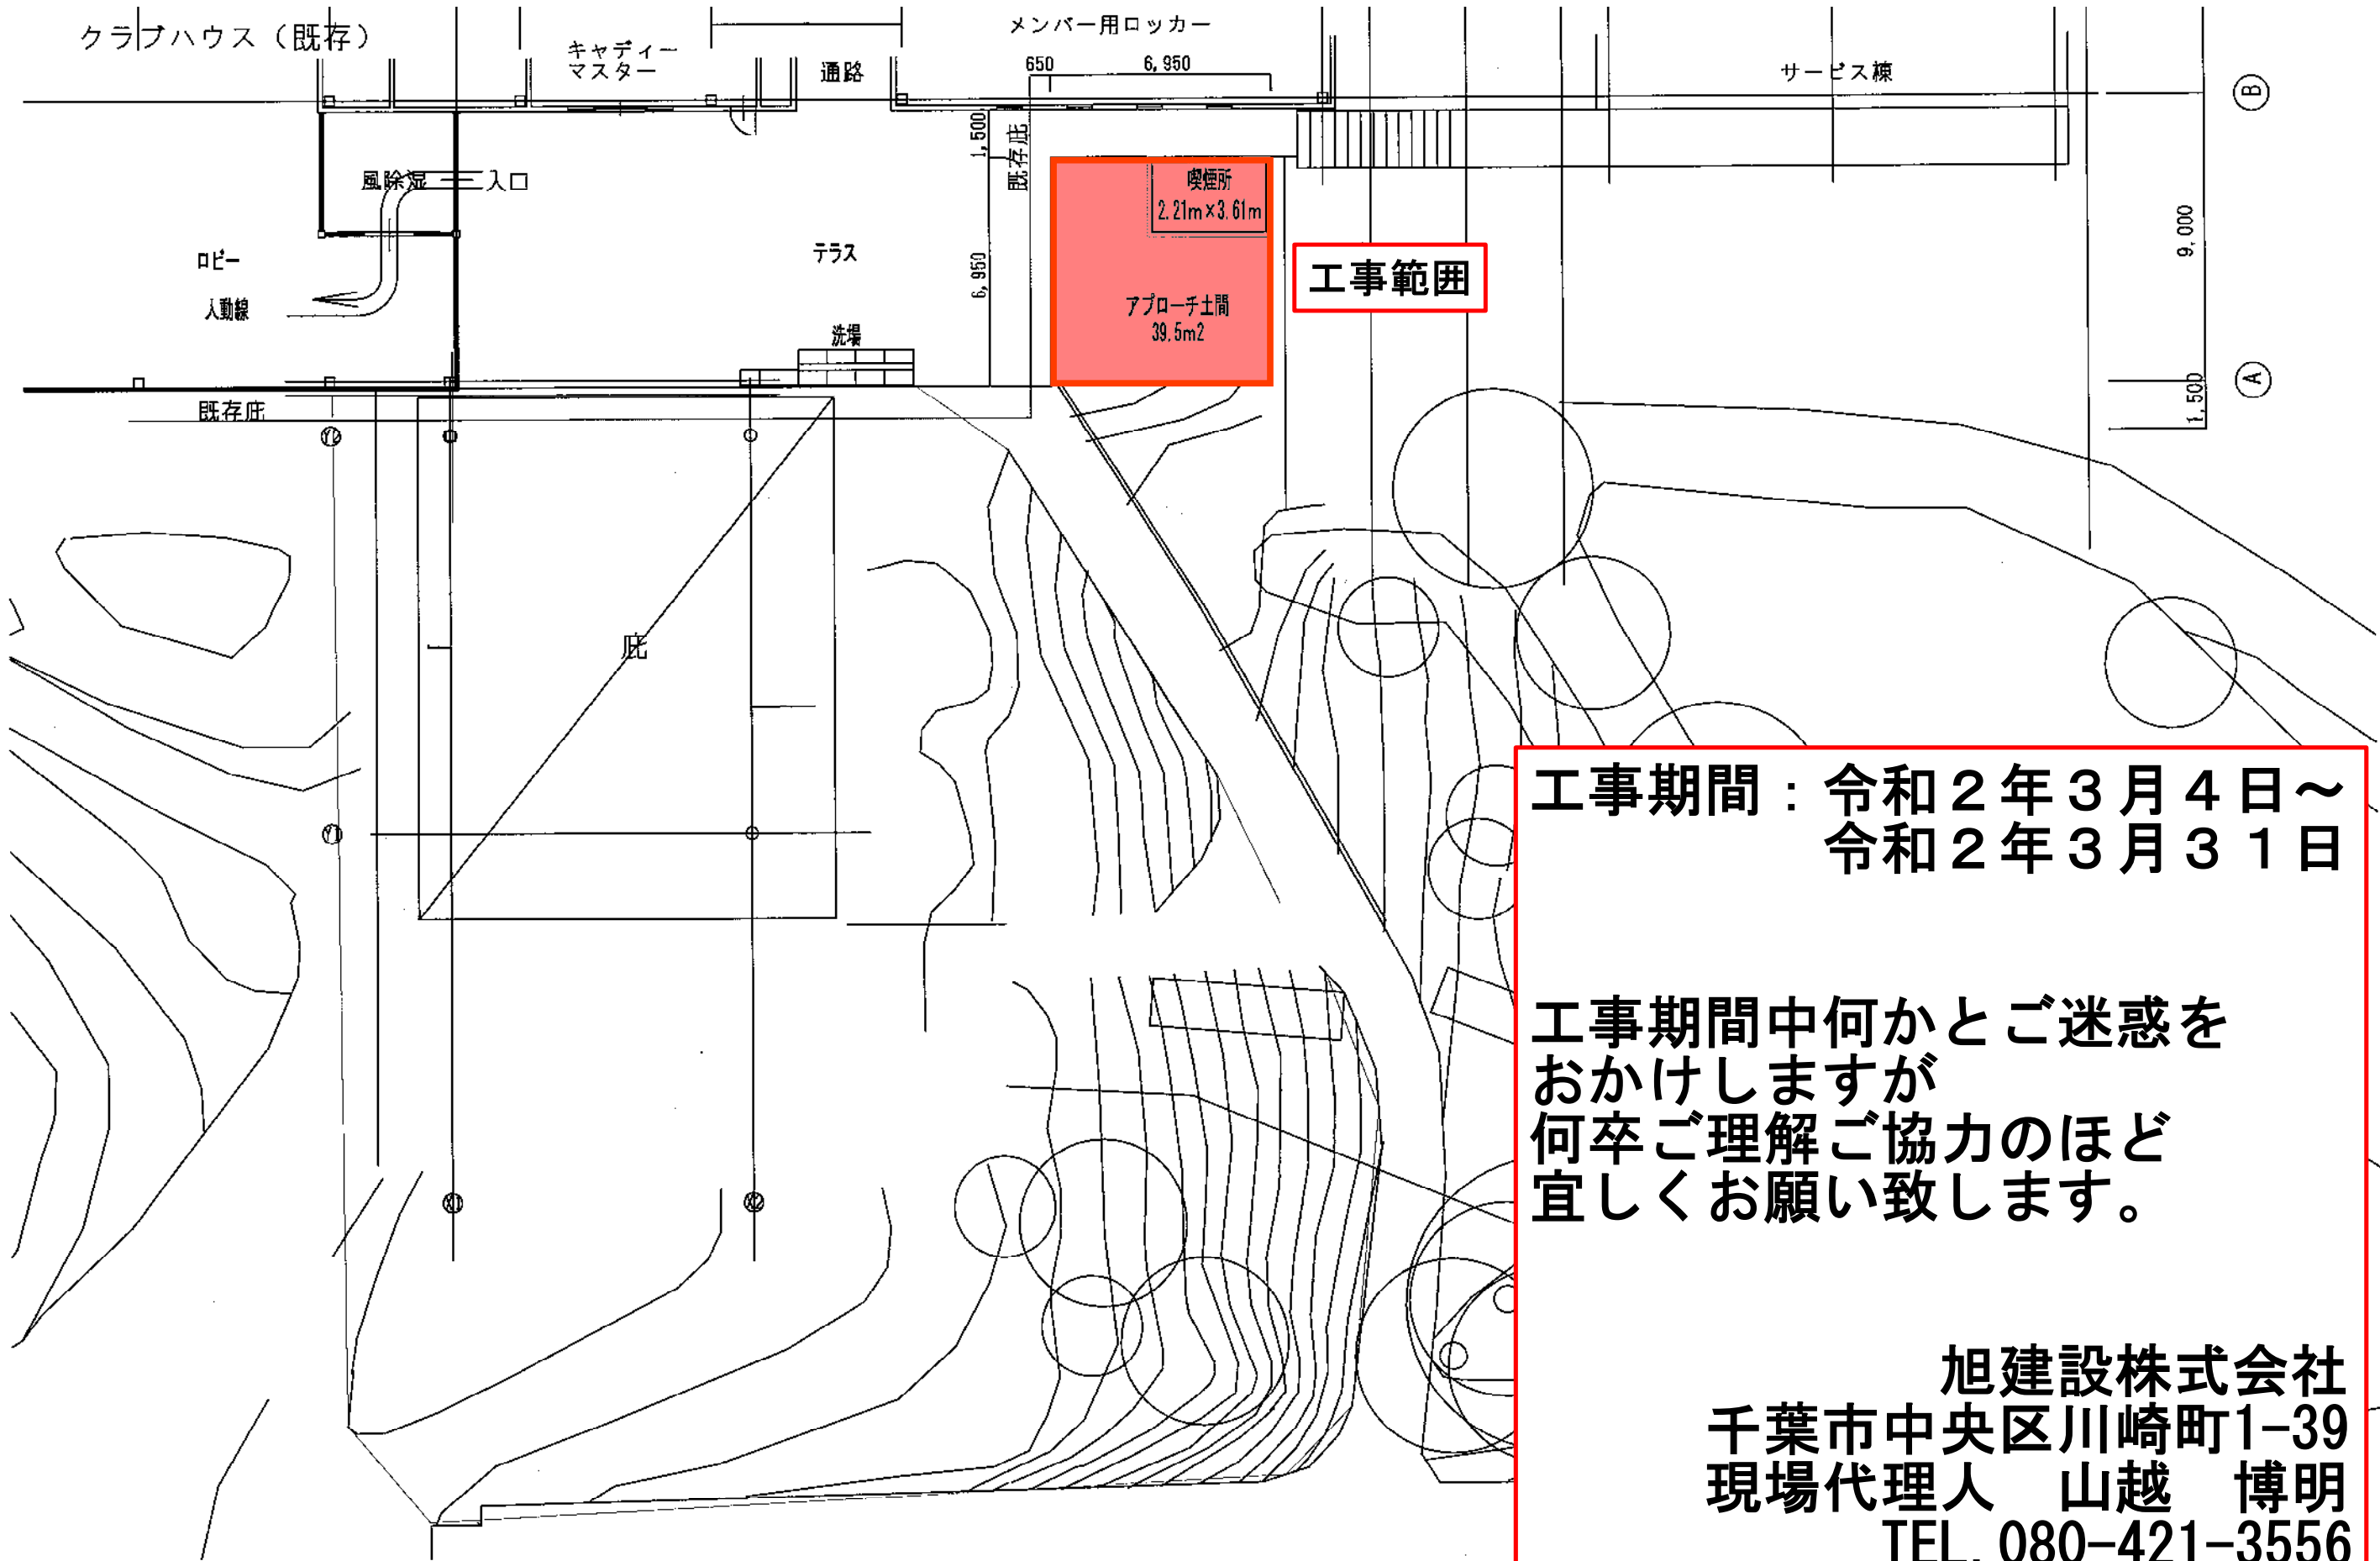 クラブハウス（既存）
キャディー
マスター
通路
メンバー用ロッカー
650
6,950
サービス棟
B
1,500
既存庇
風除湿
入口
喫煙所
2.21m×3.61m
9,000
ロビー
テラス
6,950
工事範囲
人動線
アプローチ土間
39.5m2
洗場
A
1,500
既存庇
Y0
庇
Y1
X1
X2
工事期間：令和２年３月４日～
令和２年３月３１日
工事期間中何かとご迷惑を
おかけしますが
何卒ご理解ご協力のほど
宜しくお願い致します。
旭建設株式会社
千葉市中央区川崎町1-39
現場代理人　山越　博明
TEL. 080-421-3556